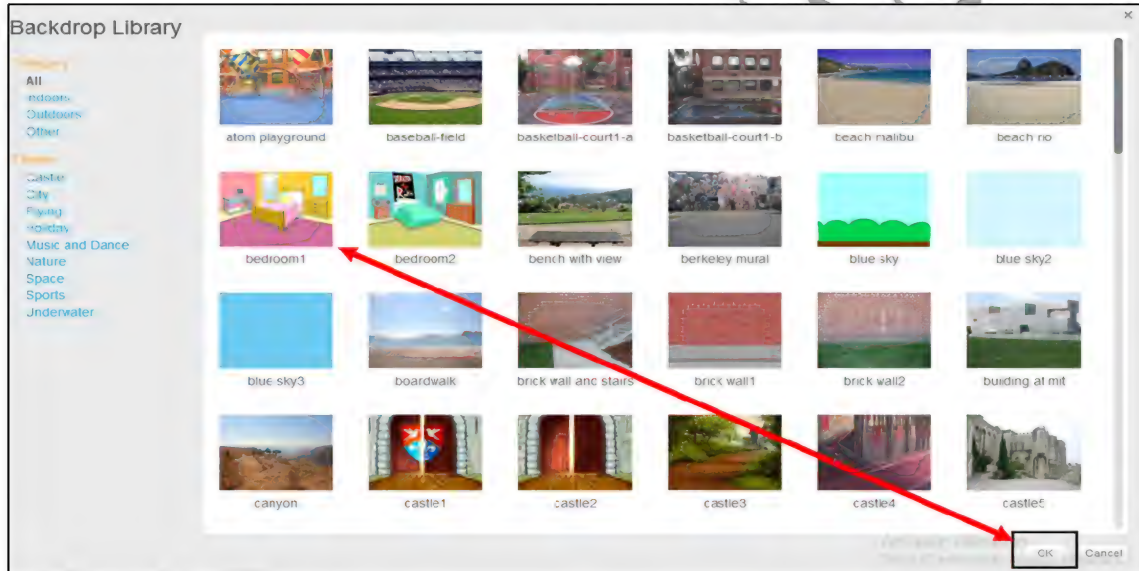 Backdrop Library
Category
All
Indoors
Outdoors
Other
Theme
Castle
City
Flying
Holiday
Music and Dance
Nature
Space
Sports
Underwater
atom playground baseball-field basketball-court1-a basketball-court1-b beach malibu beach rio
bedroom1 bedroom2 bench with view berkeley mural blue sky blue sky2
blue sky3 boardwalk brick wall and stairs brick wall1 brick wall2 building at mit
canyon castle1 castle2 castle3 castle4 castle5
OK Cancel